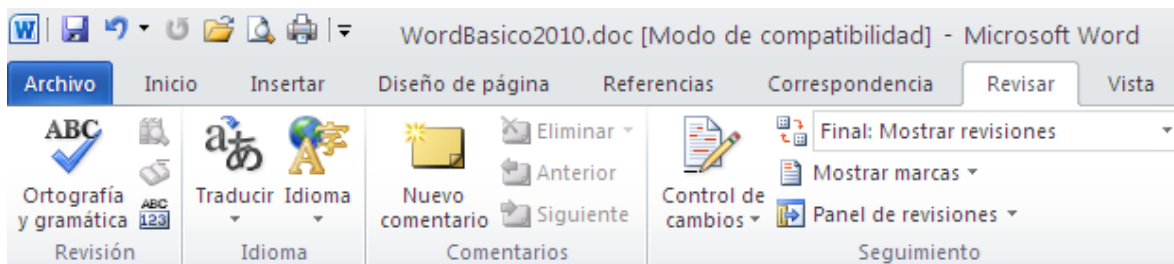 WordBasico2010.doc [Modo de compatibilidad] - Microsoft Word
Archivo Inicio Insertar Diseño de página Referencias Correspondencia Revisar Vista
ABC
Ortografía
y gramática
ABC
123
Revisión
Traducir Idioma
Idioma
Nuevo
comentario
Eliminar
Anterior
Siguiente
Comentarios
Control de
cambios
Final: Mostrar revisiones
Mostrar marcas
Panel de revisiones
Seguimiento